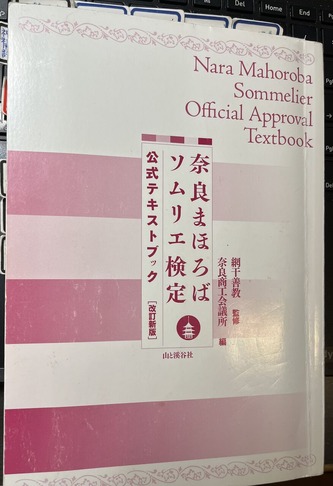 Nara Mahoroba
Sommelier
Official Approval
Textbook
奈良まほろば
ソムリエ検定
公式テキストブック
[改訂新版]
網干善教 監修
奈良商工会議所 編
山と溪谷社
Del
Home
End